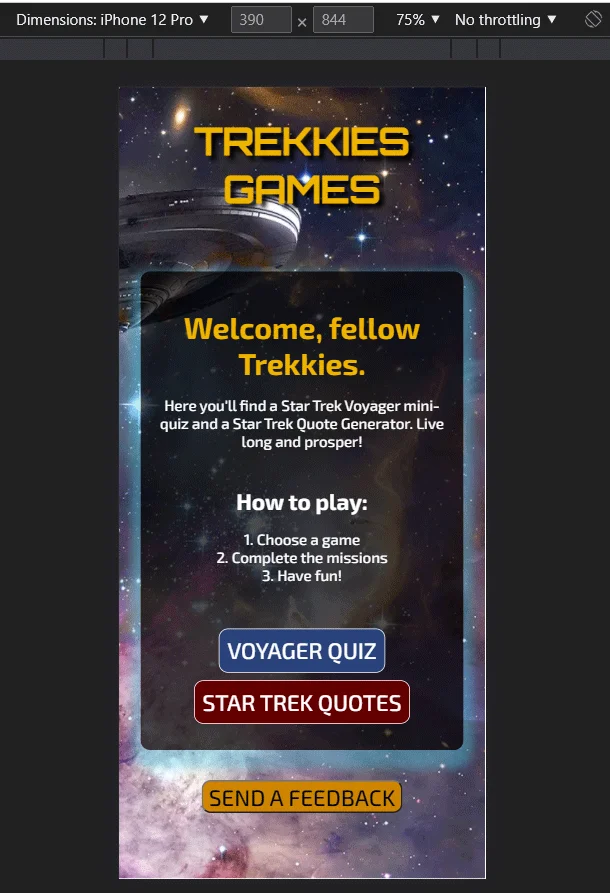 Dimensions: iPhone 12 Pro ▼ 390 × 844 75% ▼ No throttling ▼
TREKKIES
GAMES
Welcome, fellow
Trekkies.
Here you'll find a Star Trek Voyager mini-
quiz and a Star Trek Quote Generator. Live
long and prosper!
How to play:
1. Choose a game
2. Complete the missions
3. Have fun!
VOYAGER QUIZ
STAR TREK QUOTES
SEND A FEEDBACK